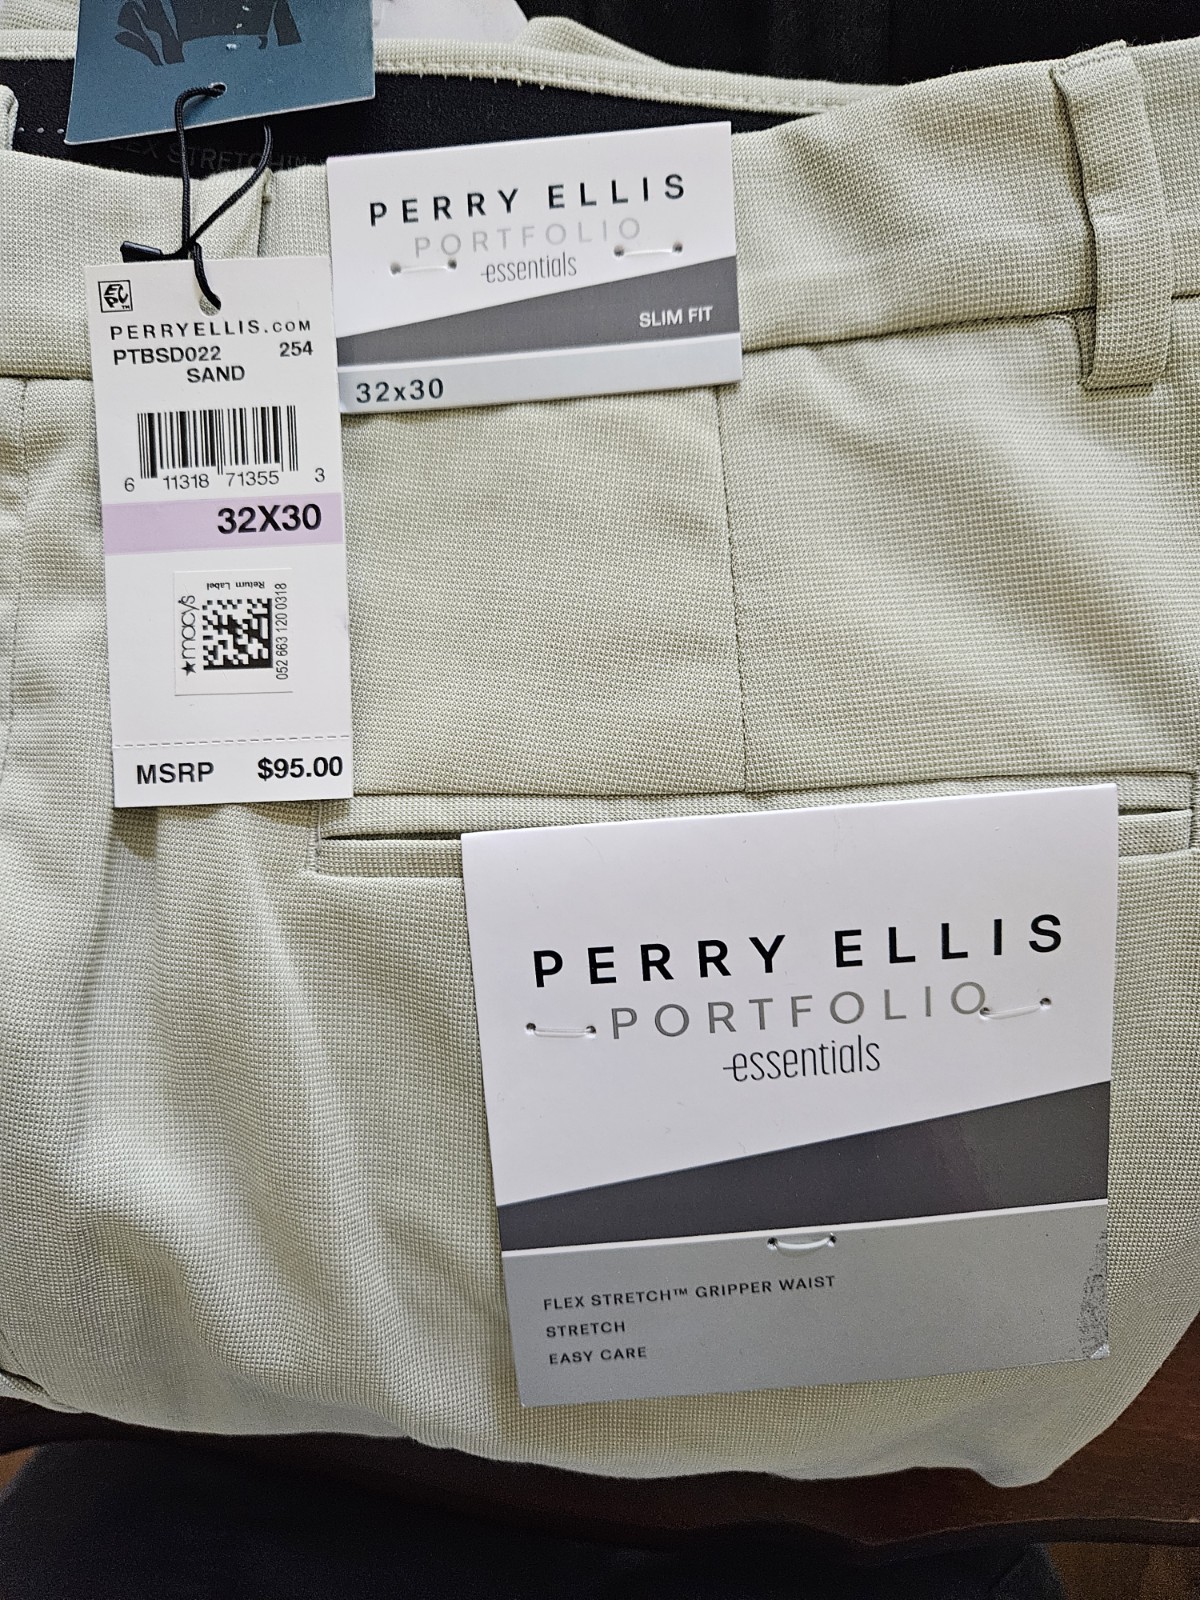 FLEX STRETCH™
PERRY ELLIS
PORTFOLIO
essentials
SLIM FIT
32x30
PERRYELLIS.COM
PTBSD022 254
SAND
6 11318 71355 3
32X30
Return Label
★macy's
052 663 120 0318
MSRP $95.00
PERRY ELLIS
PORTFOLIO
essentials
FLEX STRETCH™ GRIPPER WAIST
STRETCH
EASY CARE